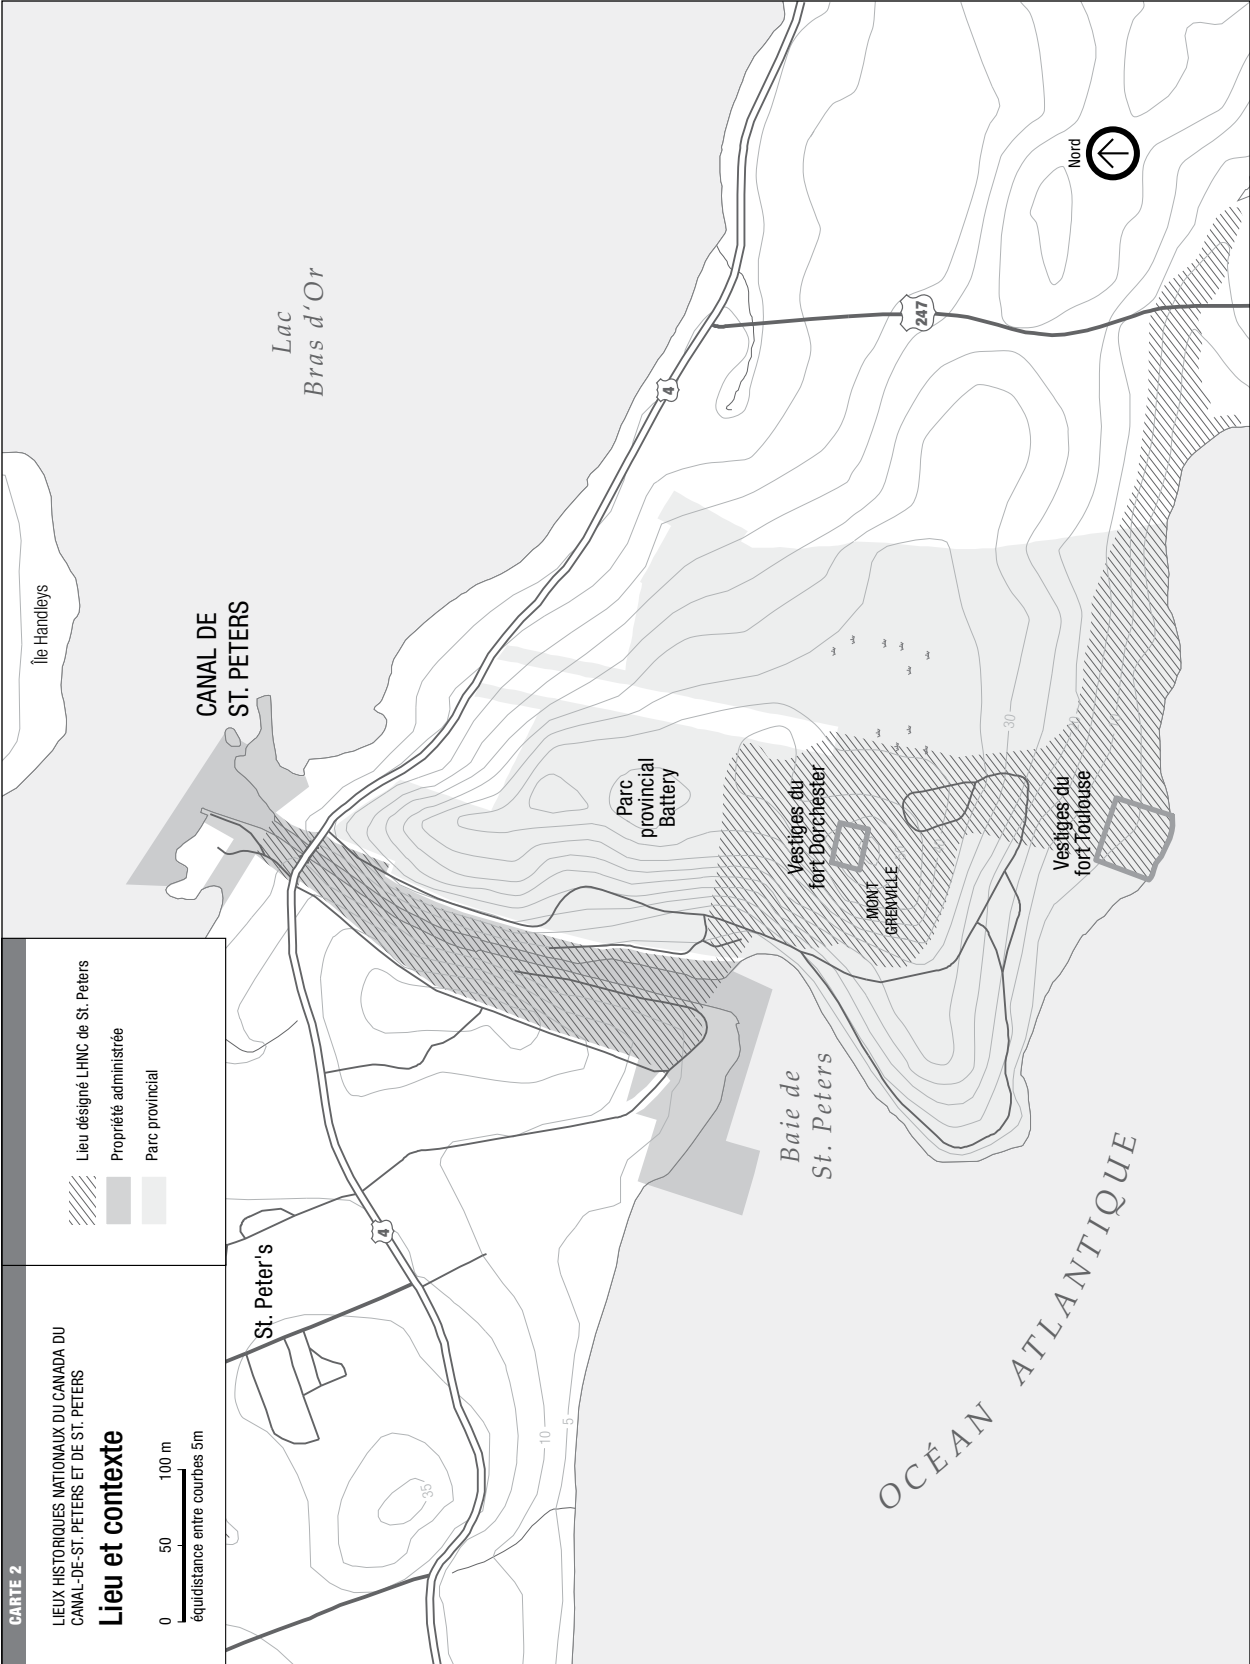 CARTE 2
LIEUX HISTORIQUES NATIONAUX DU CANADA DU
CANAL-DE-ST. PETERS ET DE ST. PETERS
Lieu et contexte
0 50 100 m
équidistance entre courbes 5m
Lieu désigné LHNC de St. Peters
Propriété administrée
Parc provincial
Île Handleys
CANAL DE
ST. PETERS
Lac
Bras d'Or
St. Peter's
4
4
247
Nord
Parc
provincial
Battery
Vestiges du
fort Dorchester
MONT
GRENVILLE
Vestiges du
fort Toulouse
Baie de
St. Peters
OCÉAN ATLANTIQUE
35
10
5
30